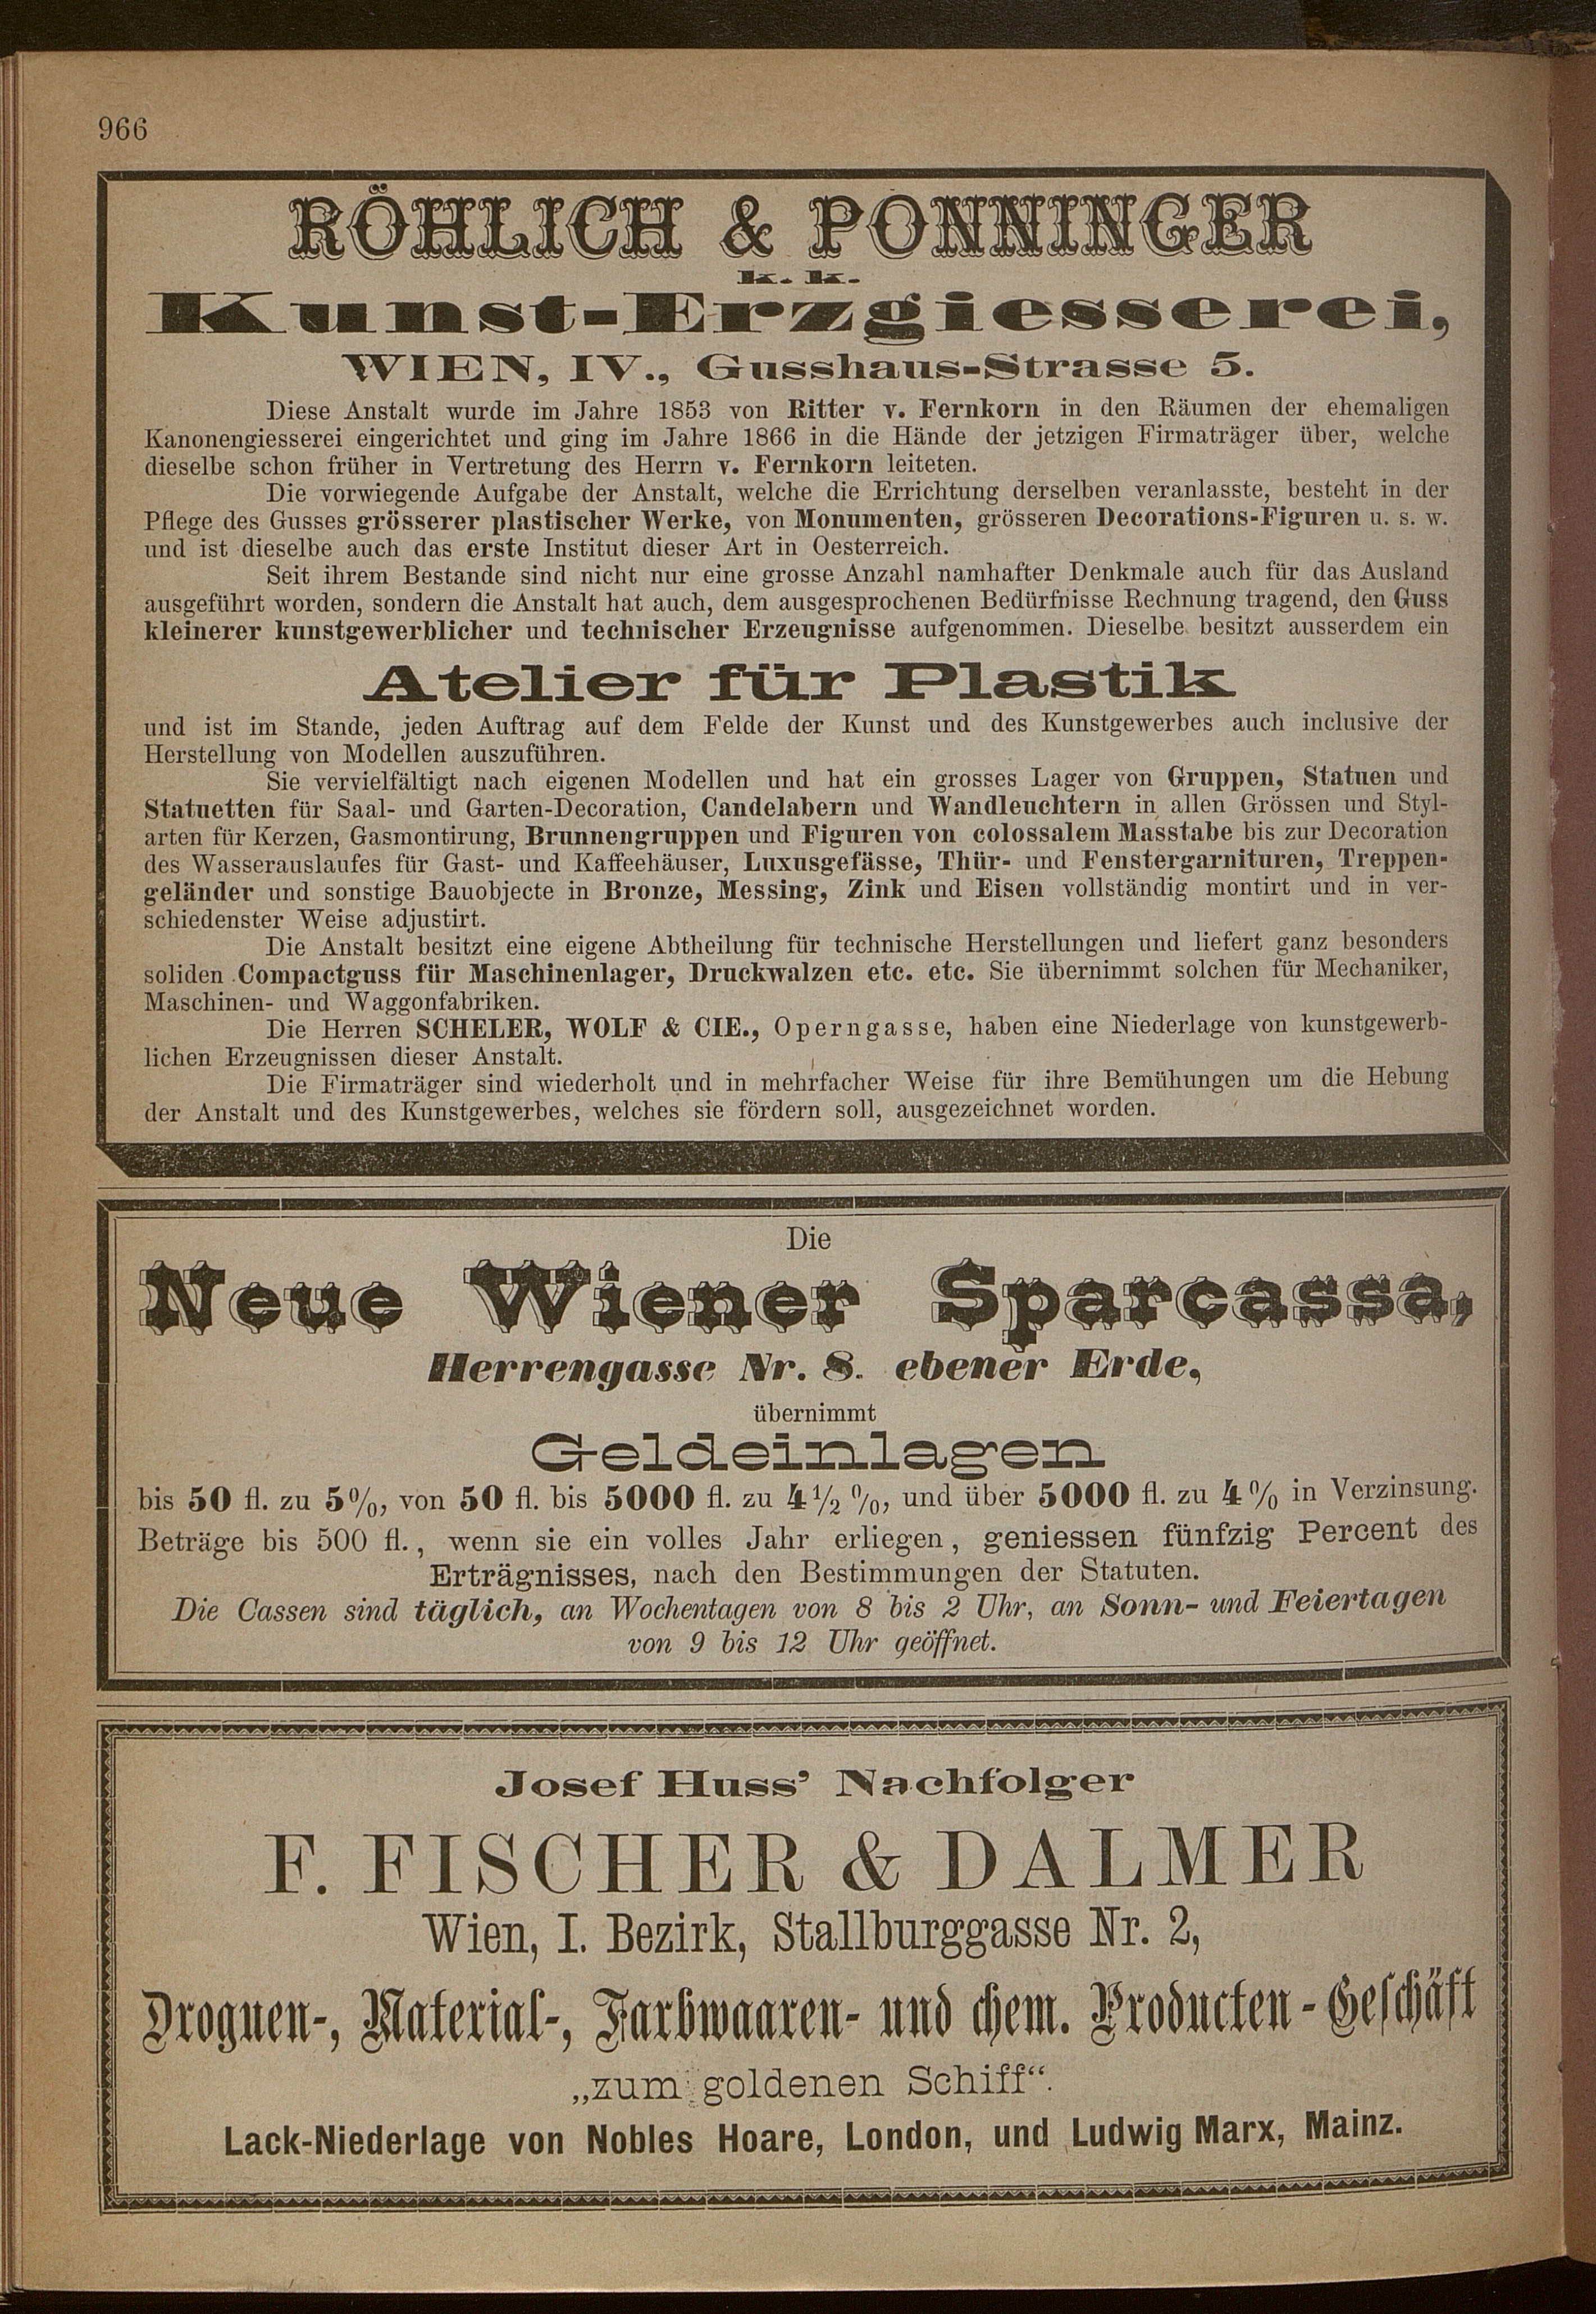 966
RÖHLICH & PONNINGER
k. k.
Kunst-Erzgiesserei,
WIEN, IV., Gusshaus-Strasse 5.
Diese Anstalt wurde im Jahre 1853 von Ritter v. Fernkorn in den Räumen der ehemaligen
Kanonengiesserei eingerichtet und ging im Jahre 1866 in die Hände der jetzigen Firmaträger über, welche
dieselbe schon früher in Vertretung des Herrn v. Fernkorn leiteten.
Die vorwiegende Aufgabe der Anstalt, welche die Errichtung derselben veranlasste, besteht in der
Pflege des Gusses grösserer plastischer Werke, von Monumenten, grösseren Decorations-Figuren u. s. w.
und ist dieselbe auch das erste Institut dieser Art in Oesterreich.
Seit ihrem Bestande sind nicht nur eine grosse Anzahl namhafter Denkmale auch für das Ausland
ausgeführt worden, sondern die Anstalt hat auch, dem ausgesprochenen Bedürfnisse Rechnung tragend, den Guss
kleinerer kunstgewerblicher und technischer Erzeugnisse aufgenommen. Dieselbe besitzt ausserdem ein
Atelier für Plastik
und ist im Stande, jeden Auftrag auf dem Felde der Kunst und des Kunstgewerbes auch inclusive der
Herstellung von Modellen auszuführen.
Sie vervielfältigt nach eigenen Modellen und hat ein grosses Lager von Gruppen, Statuen und
Statuetten für Saal- und Garten-Decoration, Candelabern und Wandleuchtern in allen Grössen und Styl-
arten für Kerzen, Gasmontirung, Brunnengruppen und Figuren von colossalem Masstabe bis zur Decoration
des Wasserauslaufes für Gast- und Kaffeehäuser, Luxusgefässe, Thür- und Fenstergarnituren, Treppen-
geländer und sonstige Bauobjecte in Bronze, Messing, Zink und Eisen vollständig montirt und in ver-
schiedenster Weise adjustirt.
Die Anstalt besitzt eine eigene Abtheilung für technische Herstellungen und liefert ganz besonders
soliden Compactguss für Maschinenlager, Druckwalzen etc. etc. Sie übernimmt solchen für Mechaniker,
Maschinen- und Waggonfabriken.
Die Herren SCHELER, WOLF & CIE., Operngasse, haben eine Niederlage von kunstgewerb-
lichen Erzeugnissen dieser Anstalt.
Die Firmaträger sind wiederholt und in mehrfacher Weise für ihre Bemühungen um die Hebung
der Anstalt und des Kunstgewerbes, welches sie fördern soll, ausgezeichnet worden.
Die
Neue Wiener Sparcassa,
Herrengasse Nr. 8. ebener Erde,
übernimmt
Geldeinlagen
bis 50 fl. zu 5%, von 50 fl. bis 5000 fl. zu 4½%, und über 5000 fl. zu 4% in Verzinsung.
Beträge bis 500 fl., wenn sie ein volles Jahr erliegen, geniessen fünfzig Percent des
Erträgnisses, nach den Bestimmungen der Statuten.
Die Cassen sind täglich, an Wochentagen von 8 bis 2 Uhr, an Sonn- und Feiertagen
von 9 bis 12 Uhr geöffnet.
Josef Huss' Nachfolger
F. FISCHER & DALMER
Wien, I. Bezirk, Stallburggasse Nr. 2,
Droguen-, Material-, Farbwaaren- und chem. Producten-Geschäft
„zum goldenen Schiff“.
Lack-Niederlage von Nobles Hoare, London, und Ludwig Marx, Mainz.